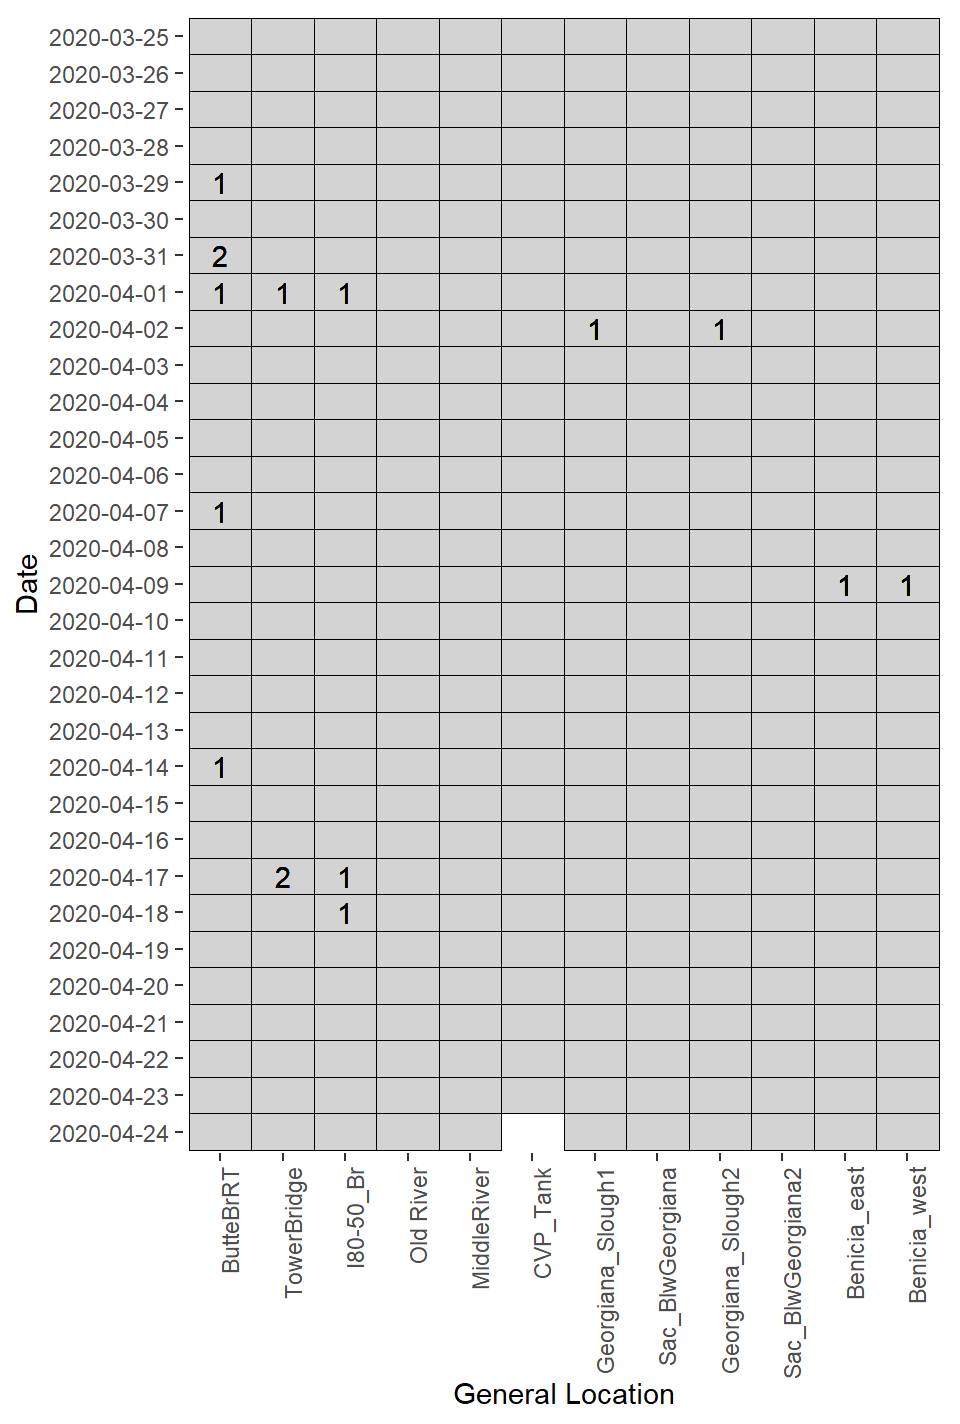 2020-03-25
2020-03-26
2020-03-27
2020-03-28
2020-03-29 1
2020-03-30
2020-03-31 2
2020-04-01 1 1 1
2020-04-02 1 1
2020-04-03
2020-04-04
2020-04-05
2020-04-06
2020-04-07 1
2020-04-08
2020-04-09 1 1
2020-04-10
2020-04-11
2020-04-12
2020-04-13
2020-04-14 1
2020-04-15
2020-04-16
2020-04-17 2 1
2020-04-18 1
2020-04-19
2020-04-20
2020-04-21
2020-04-22
2020-04-23
2020-04-24
Date
ButteBrRT
TowerBridge
I80-50_Br
Old River
MiddleRiver
CVP_Tank
Georgiana_Slough1
Sac_BlwGeorgiana
Georgiana_Slough2
Sac_BlwGeorgiana2
Benicia_east
Benicia_west
General Location